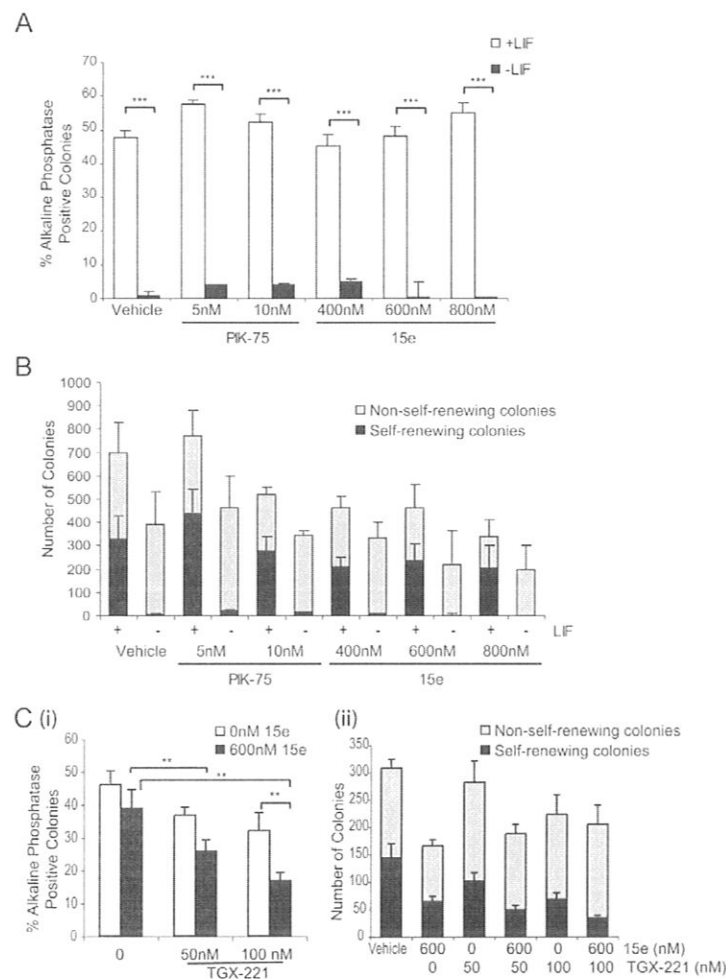 A
+LIF
-LIF
% Alkaline Phosphatase
Positive Colonies
70
60
50
40
30
20
10
0
*** *** *** *** *** ***
Vehicle 5nM 10nM 400nM 600nM 800nM
PIK-75 15e
B
Non-self-renewing colonies
Self-renewing colonies
Number of Colonies
1000
900
800
700
600
500
400
300
200
100
0
+ - + - + - + - + - + - LIF
Vehicle 5nM 10nM 400nM 600nM 800nM
PIK-75 15e
C (i)
0nM 15e
600nM 15e
% Alkaline Phosphatase
Positive Colonies
60
50
40
30
20
10
0
** ** **
0 50nM 100 nM
TGX-221
(ii)
Non-self-renewing colonies
Self-renewing colonies
Number of Colonies
350
300
250
200
150
100
50
0
Vehicle 600 0 600 0 600 15e (nM)
0 50 50 100 100 TGX-221 (nM)